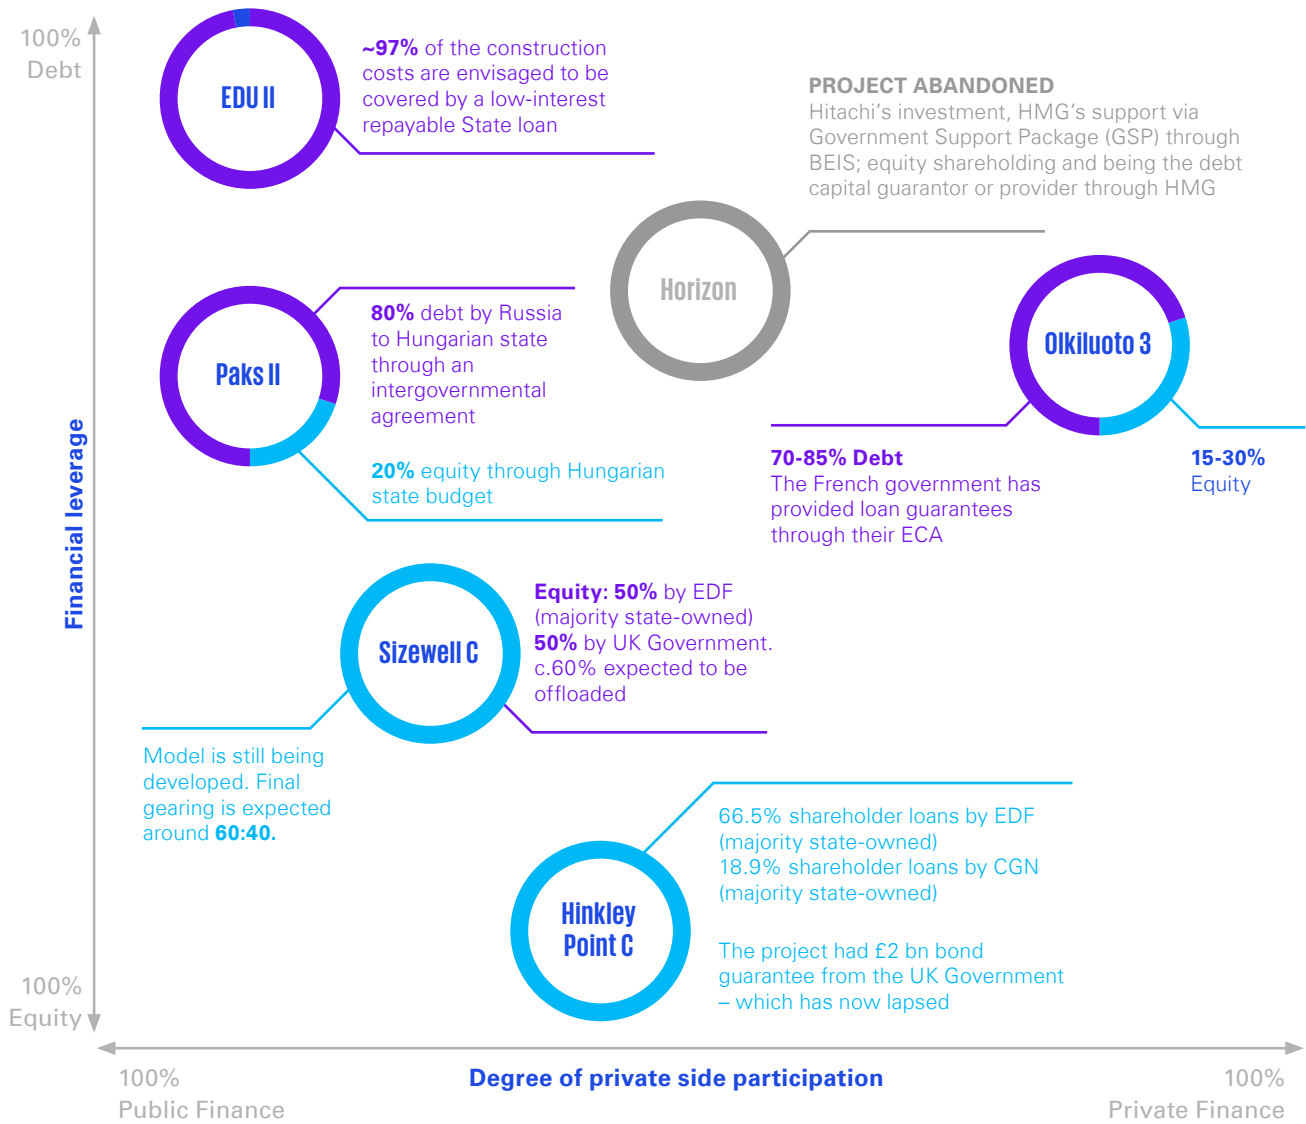 100%
Debt
EDU II
~97% of the construction
costs are envisaged to be
covered by a low-interest
repayable State loan
PROJECT ABANDONED
Hitachi's investment, HMG's support via
Government Support Package (GSP) through
BEIS; equity shareholding and being the debt
capital guarantor or provider through HMG
Horizon
Paks II
80% debt by Russia
to Hungarian state
through an
intergovernmental
agreement
20% equity through Hungarian
state budget
Olkiluoto 3
70-85% Debt
The French government has
provided loan guarantees
through their ECA
15-30%
Equity
Financial leverage
Sizewell C
Equity: 50% by EDF
(majority state-owned)
50% by UK Government.
c.60% expected to be
offloaded
Model is still being
developed. Final
gearing is expected
around 60:40.
Hinkley
Point C
66.5% shareholder loans by EDF
(majority state-owned)
18.9% shareholder loans by CGN
(majority state-owned)
The project had £2 bn bond
guarantee from the UK Government
– which has now lapsed
100%
Equity
100%
Public Finance
Degree of private side participation
100%
Private Finance